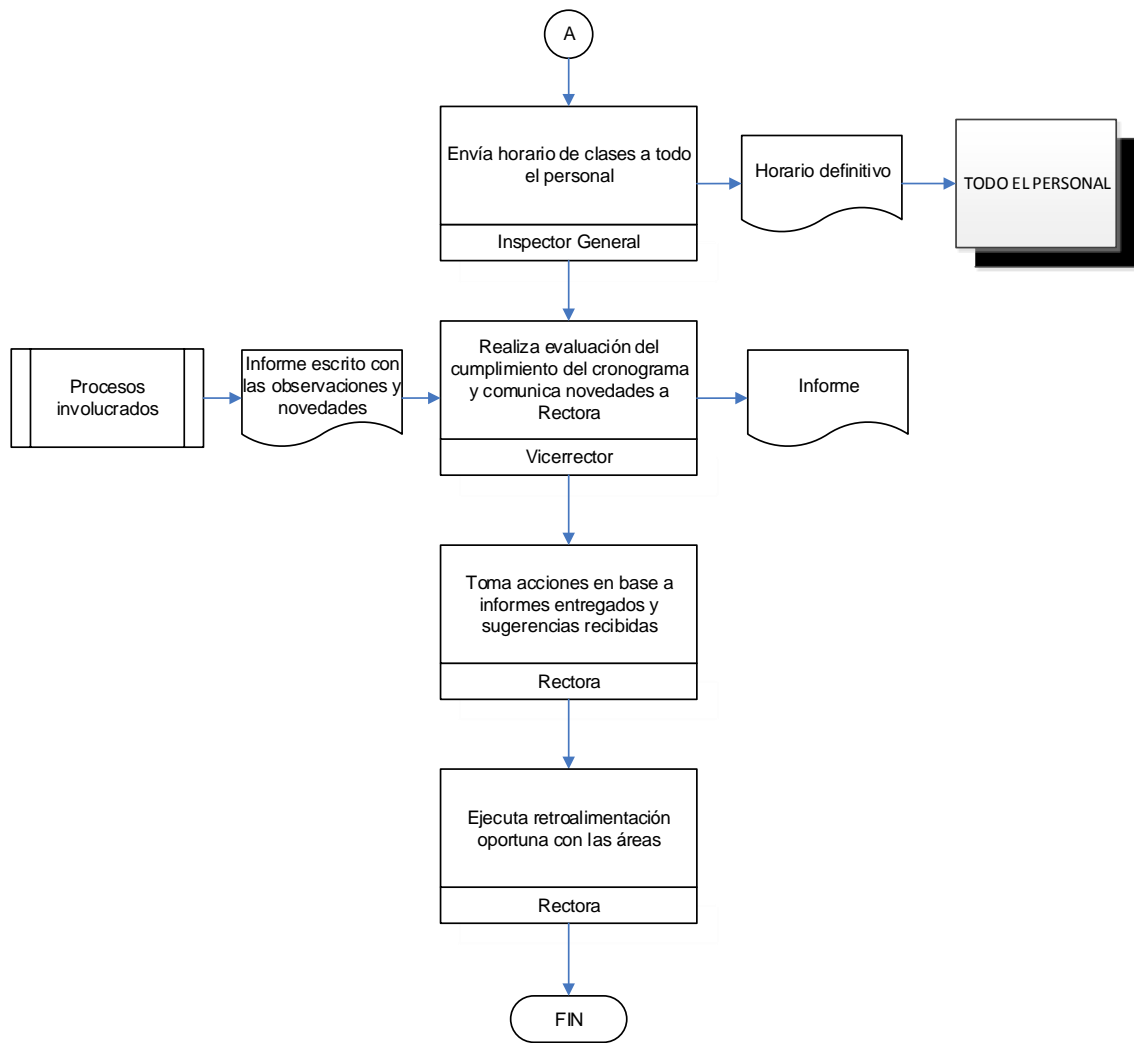 A
Envía horario de clases a todo
el personal
Inspector General
Horario definitivo
TODO EL PERSONAL
Procesos
involucrados
Informe escrito con
las observaciones y
novedades
Realiza evaluación del
cumplimiento del cronograma
y comunica novedades a
Rectora
Vicerrector
Informe
Toma acciones en base a
informes entregados y
sugerencias recibidas
Rectora
Ejecuta retroalimentación
oportuna con las áreas
Rectora
FIN